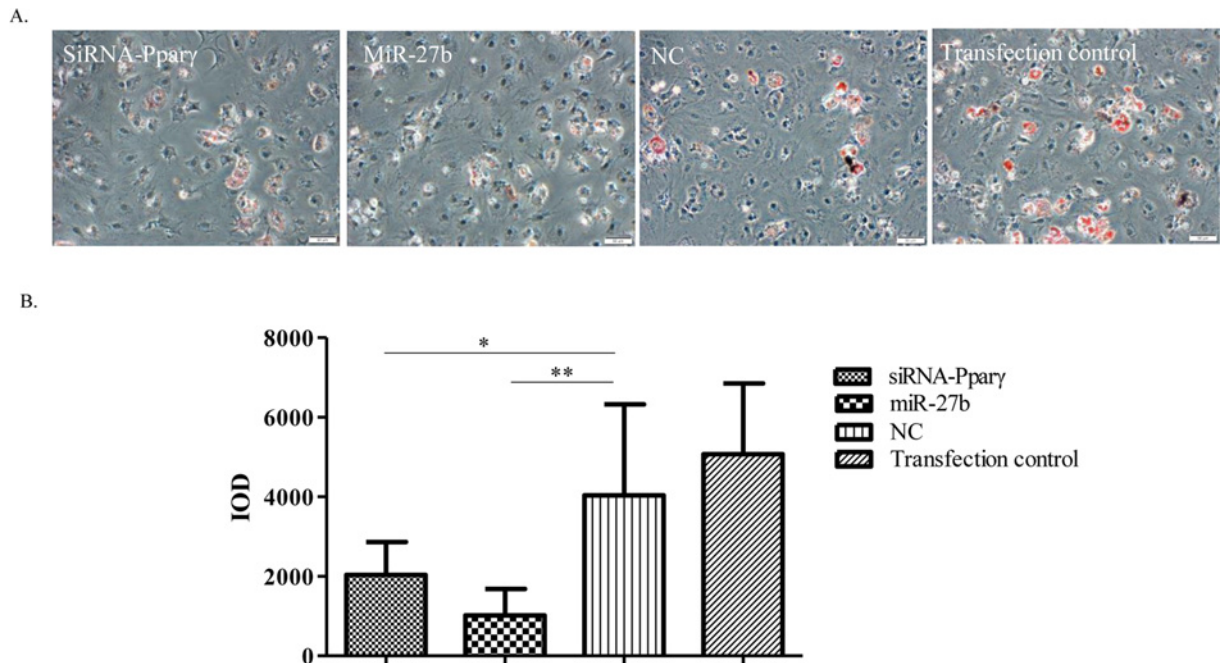 A.
SiRNA-Pparγ
MiR-27b
NC
Transfection control
B.
8000
6000
4000
2000
0
IOD
*
**
siRNA-Pparγ
miR-27b
NC
Transfection control